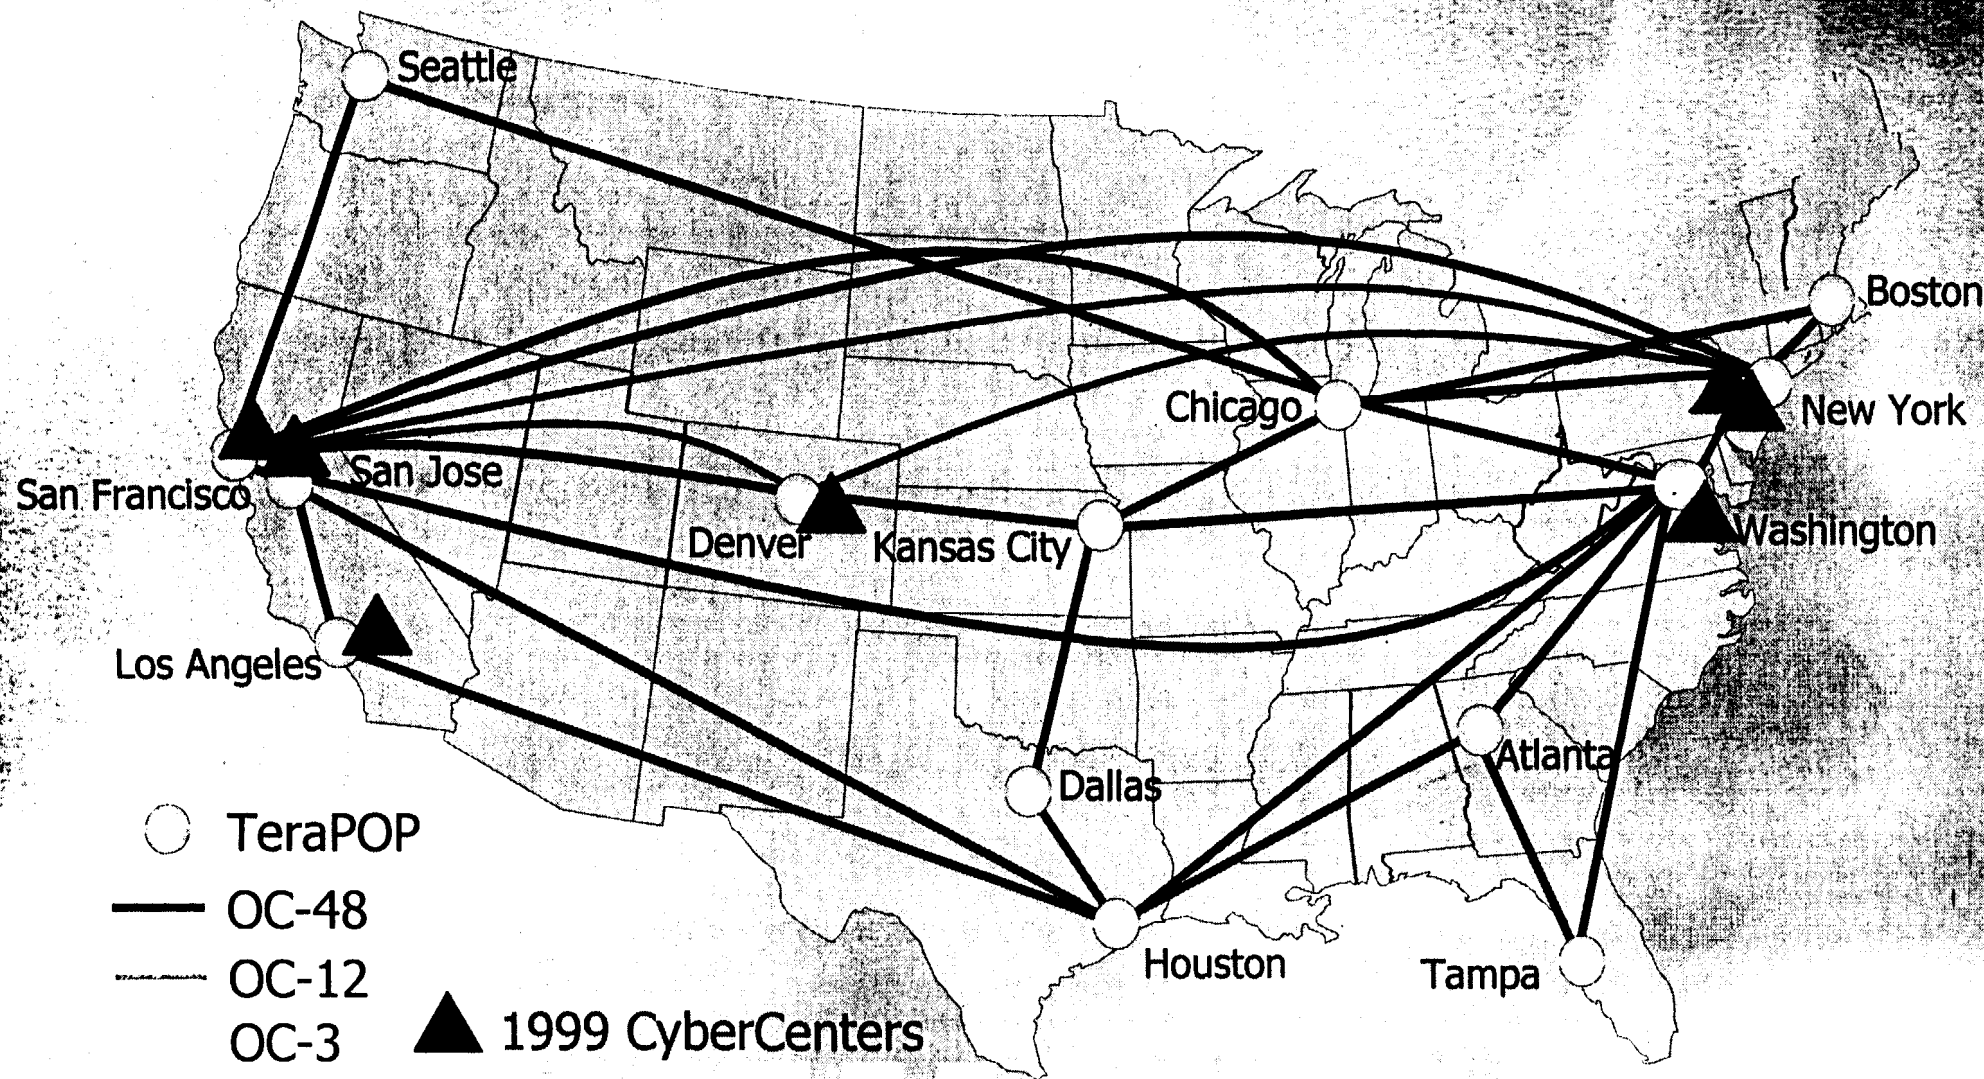 Seattle
Boston
Chicago
New York
San Jose
San Francisco
Denver
Kansas City
Washington
Los Angeles
Atlanta
Dallas
TeraPOP
OC-48
Houston
Tampa
OC-12
1999 CyberCenters
OC-3